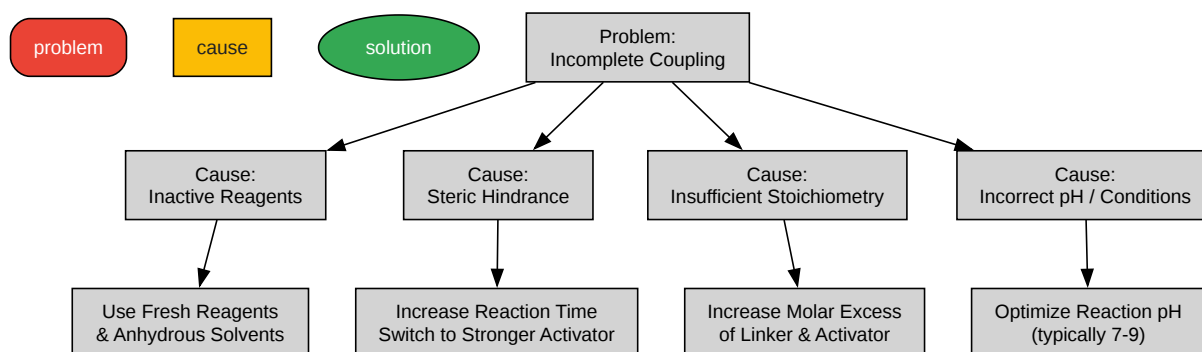 problem
cause
solution
Problem:
Incomplete Coupling
Cause:
Inactive Reagents
Cause:
Steric Hindrance
Cause:
Insufficient Stoichiometry
Cause:
Incorrect pH / Conditions
Use Fresh Reagents
& Anhydrous Solvents
Increase Reaction Time
Switch to Stronger Activator
Increase Molar Excess
of Linker & Activator
Optimize Reaction pH
(typically 7-9)